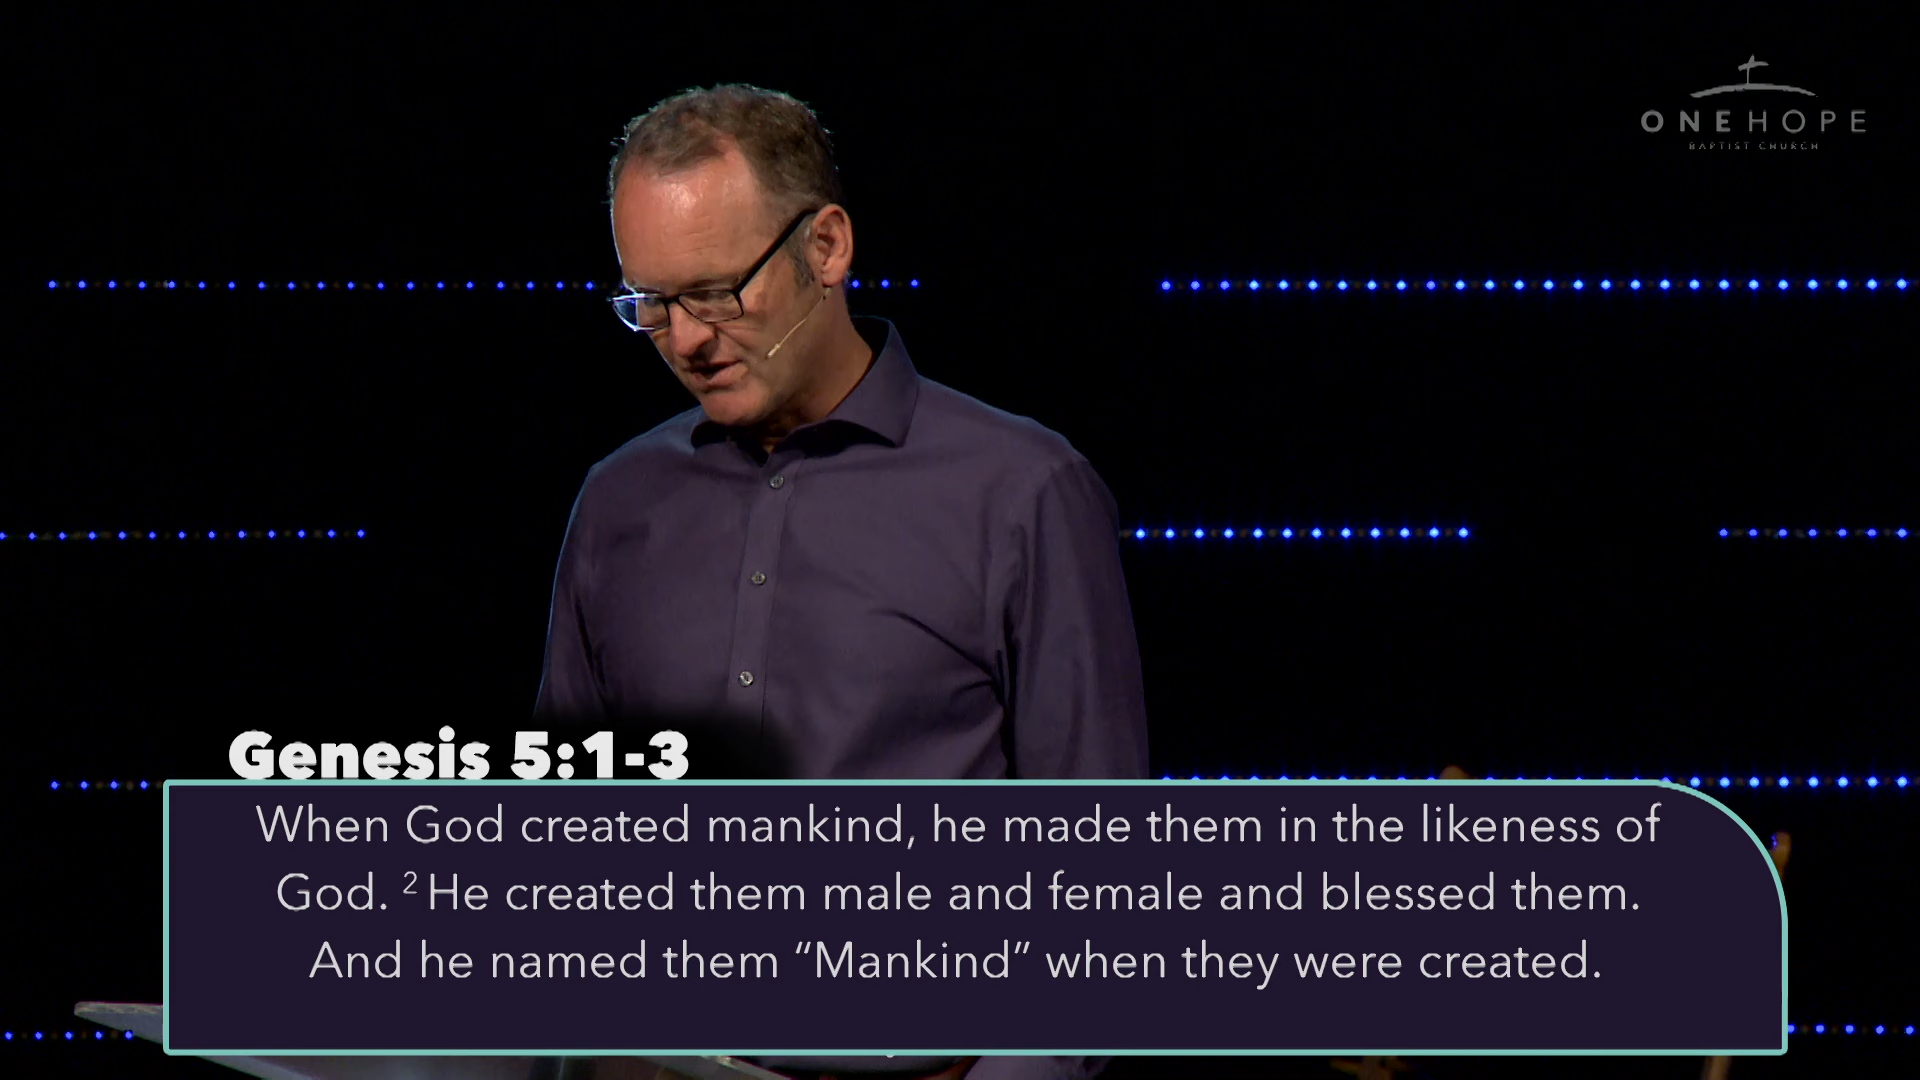 ONEHOPE
BAPTIST CHURCH
Genesis 5:1-3
When God created mankind, he made them in the likeness of
God. ² He created them male and female and blessed them.
And he named them “Mankind” when they were created.